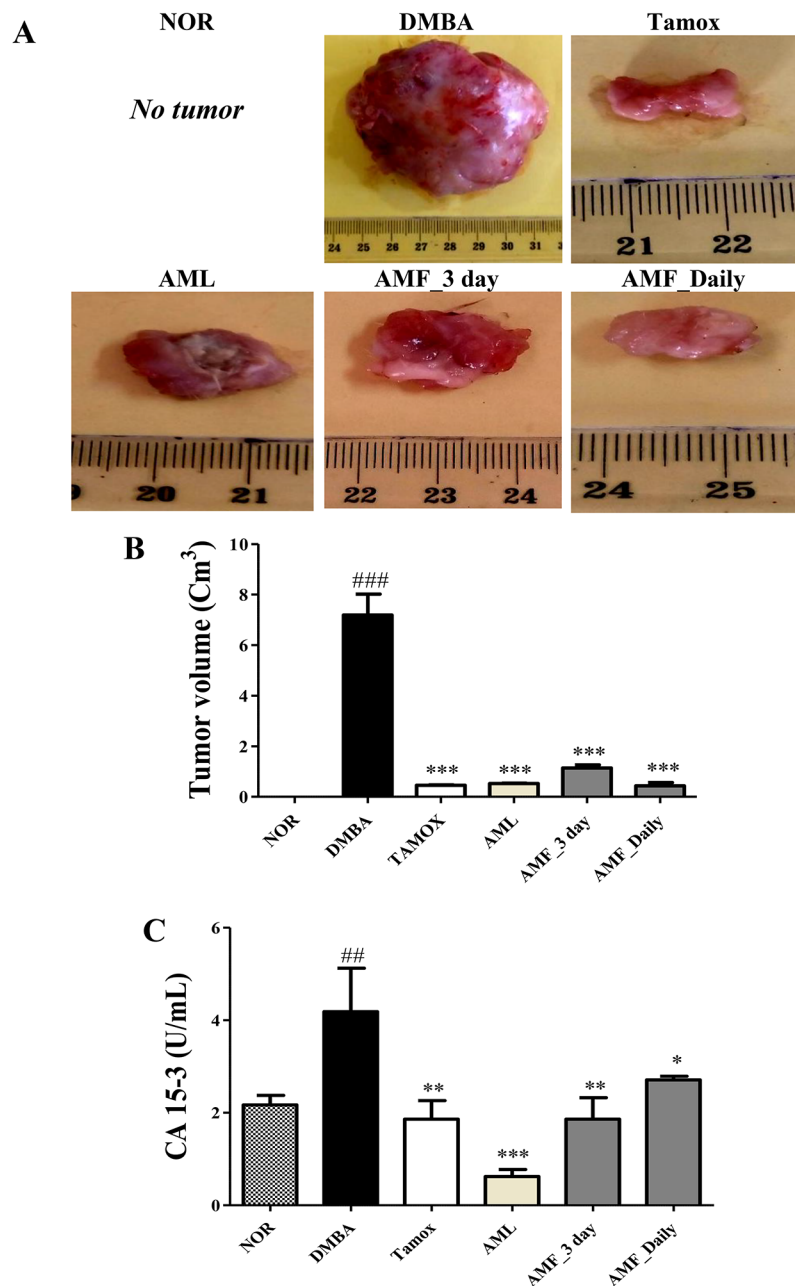 A
NOR
DMBA
Tamox
No tumor
24 25 26 27 28 29 30 31
21 22
AML
AMF_3 day
AMF_Daily
20 21
22 23 24
24 25
B
Tumor volume (Cm³)
10
8
6
4
2
0
###
***
***
***
***
NOR
DMBA
TAMOX
AML
AMF_3 day
AMF_Daily
C
CA 15-3 (U/mL)
6
4
2
0
##
**
***
**
*
NOR
DMBA
Tamox
AML
AMF_3 day
AMF_Daily